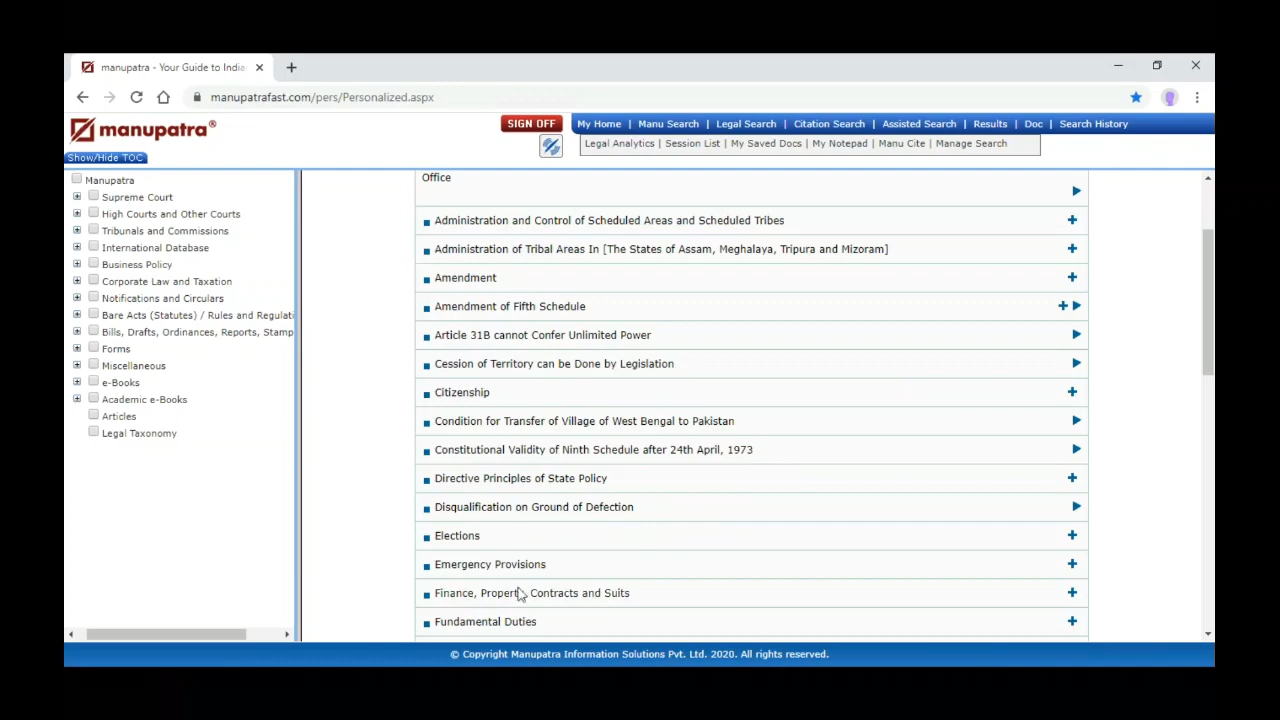 manupatra - Your Guide to India
manupatrafast.com/pers/Personalized.aspx
manupatra®
SIGN OFF
My Home | Manu Search | Legal Search | Citation Search | Assisted Search | Results | Doc | Search History
Legal Analytics | Session List | My Saved Docs | My Notepad | Manu Cite | Manage Search
Show/Hide TOC
Manupatra
Supreme Court
High Courts and Other Courts
Tribunals and Commissions
International Database
Business Policy
Corporate Law and Taxation
Notifications and Circulars
Bare Acts (Statutes) / Rules and Regulati
Bills, Drafts, Ordinances, Reports, Stamp
Forms
Miscellaneous
e-Books
Academic e-Books
Articles
Legal Taxonomy
Office
Administration and Control of Scheduled Areas and Scheduled Tribes
Administration of Tribal Areas In [The States of Assam, Meghalaya, Tripura and Mizoram]
Amendment
Amendment of Fifth Schedule
Article 31B cannot Confer Unlimited Power
Cession of Territory can be Done by Legislation
Citizenship
Condition for Transfer of Village of West Bengal to Pakistan
Constitutional Validity of Ninth Schedule after 24th April, 1973
Directive Principles of State Policy
Disqualification on Ground of Defection
Elections
Emergency Provisions
Finance, Property, Contracts and Suits
Fundamental Duties
© Copyright Manupatra Information Solutions Pvt. Ltd. 2020. All rights reserved.